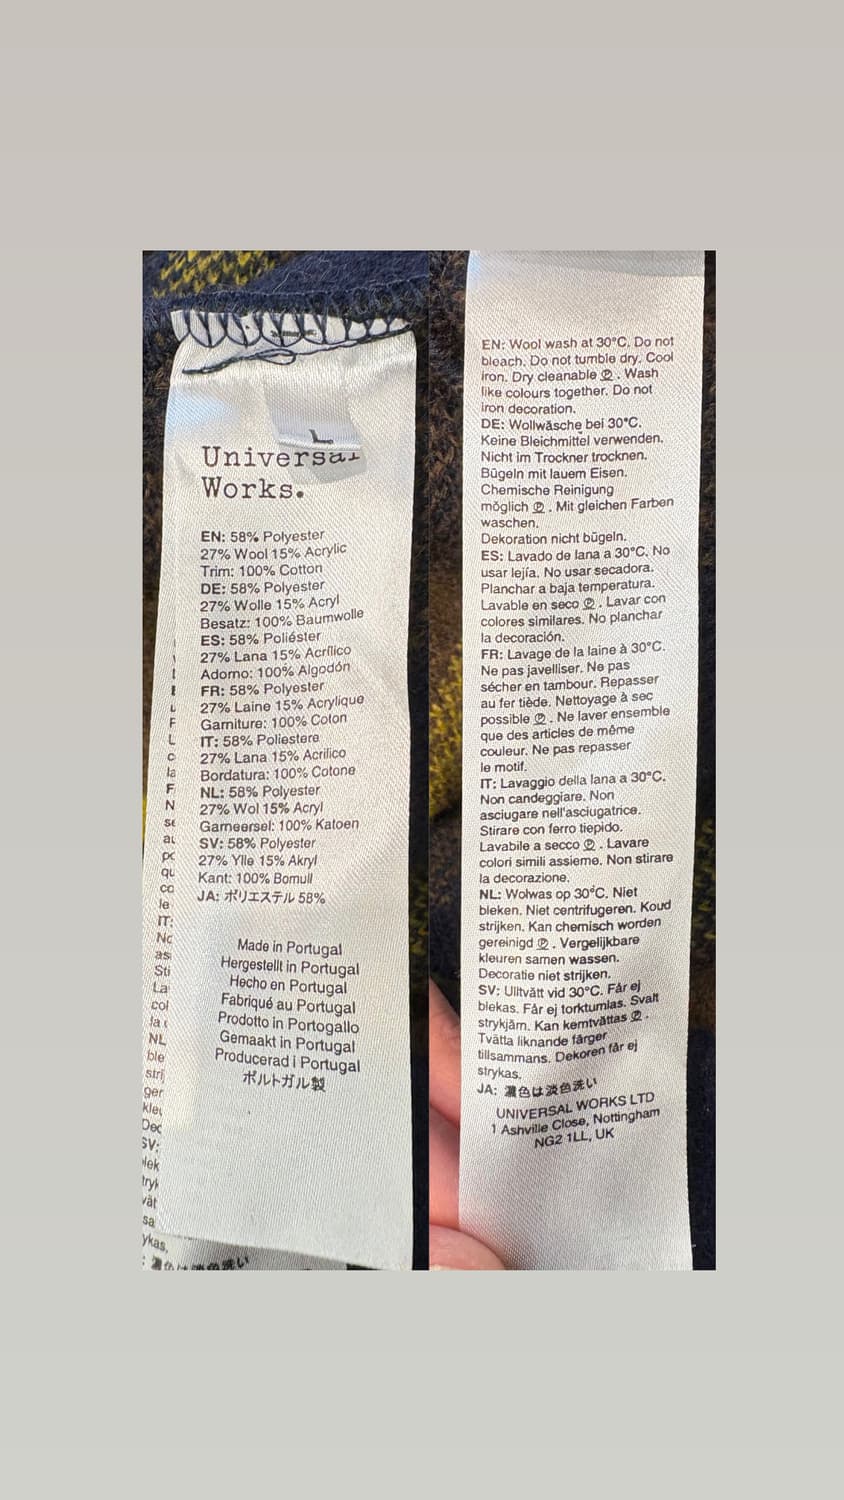 L
Universal
Works.
EN: 58% Polyester
27% Wool 15% Acrylic
Trim: 100% Cotton
DE: 58% Polyester
27% Wolle 15% Acryl
Besatz: 100% Baumwolle
ES: 58% Poliéster
27% Lana 15% Acrílico
Adorno: 100% Algodón
FR: 58% Polyester
27% Laine 15% Acrylique
Garniture: 100% Coton
IT: 58% Poliestere
27% Lana 15% Acrilico
Bordatura: 100% Cotone
NL: 58% Polyester
27% Wol 15% Acryl
Garneersel: 100% Katoen
SV: 58% Polyester
27% Ylle 15% Akryl
Kant: 100% Bomull
JA: ポリエステル 58%
Made in Portugal
Hergestellt in Portugal
Hecho en Portugal
Fabriqué au Portugal
Prodotto in Portogallo
Gemaakt in Portugal
Producerad i Portugal
ポルトガル製
EN: Wool wash at 30°C. Do not
bleach. Do not tumble dry. Cool
iron. Dry cleanable Ⓟ. Wash
like colours together. Do not
iron decoration.
DE: Wollwäsche bei 30°C.
Keine Bleichmittel verwenden.
Nicht im Trockner trocknen.
Bügeln mit lauem Eisen.
Chemische Reinigung
möglich Ⓟ. Mit gleichen Farben
waschen.
Dekoration nicht bügeln.
ES: Lavado de lana a 30°C. No
usar lejía. No usar secadora.
Planchar a baja temperatura.
Lavable en seco Ⓟ. Lavar con
colores similares. No planchar
la decoración.
FR: Lavage de la laine à 30°C.
Ne pas javelliser. Ne pas
sécher en tambour. Repasser
au fer tiède. Nettoyage à sec
possible Ⓟ. Ne laver ensemble
que des articles de même
couleur. Ne pas repasser
le motif.
IT: Lavaggio della lana a 30°C.
Non candeggiare. Non
asciugare nell'asciugatrice.
Stirare con ferro tiepido.
Lavabile a secco Ⓟ. Lavare
colori simili assieme. Non stirare
la decorazione.
NL: Wolwas op 30°C. Niet
bleken. Niet centrifugeren. Koud
strijken. Kan chemisch worden
gereinigd Ⓟ. Vergelijkbare
kleuren samen wassen.
Decoratie niet strijken.
SV: Ulltvätt vid 30°C. Får ej
blekas. Får ej torktumlas. Svalt
strykjärn. Kan kemtvättas Ⓟ.
Tvätta liknande färger
tillsammans. Dekoren får ej
strykas.
JA: 濃色は淡色洗い
UNIVERSAL WORKS LTD
1 Ashville Close, Nottingham
NG2 1LL, UK